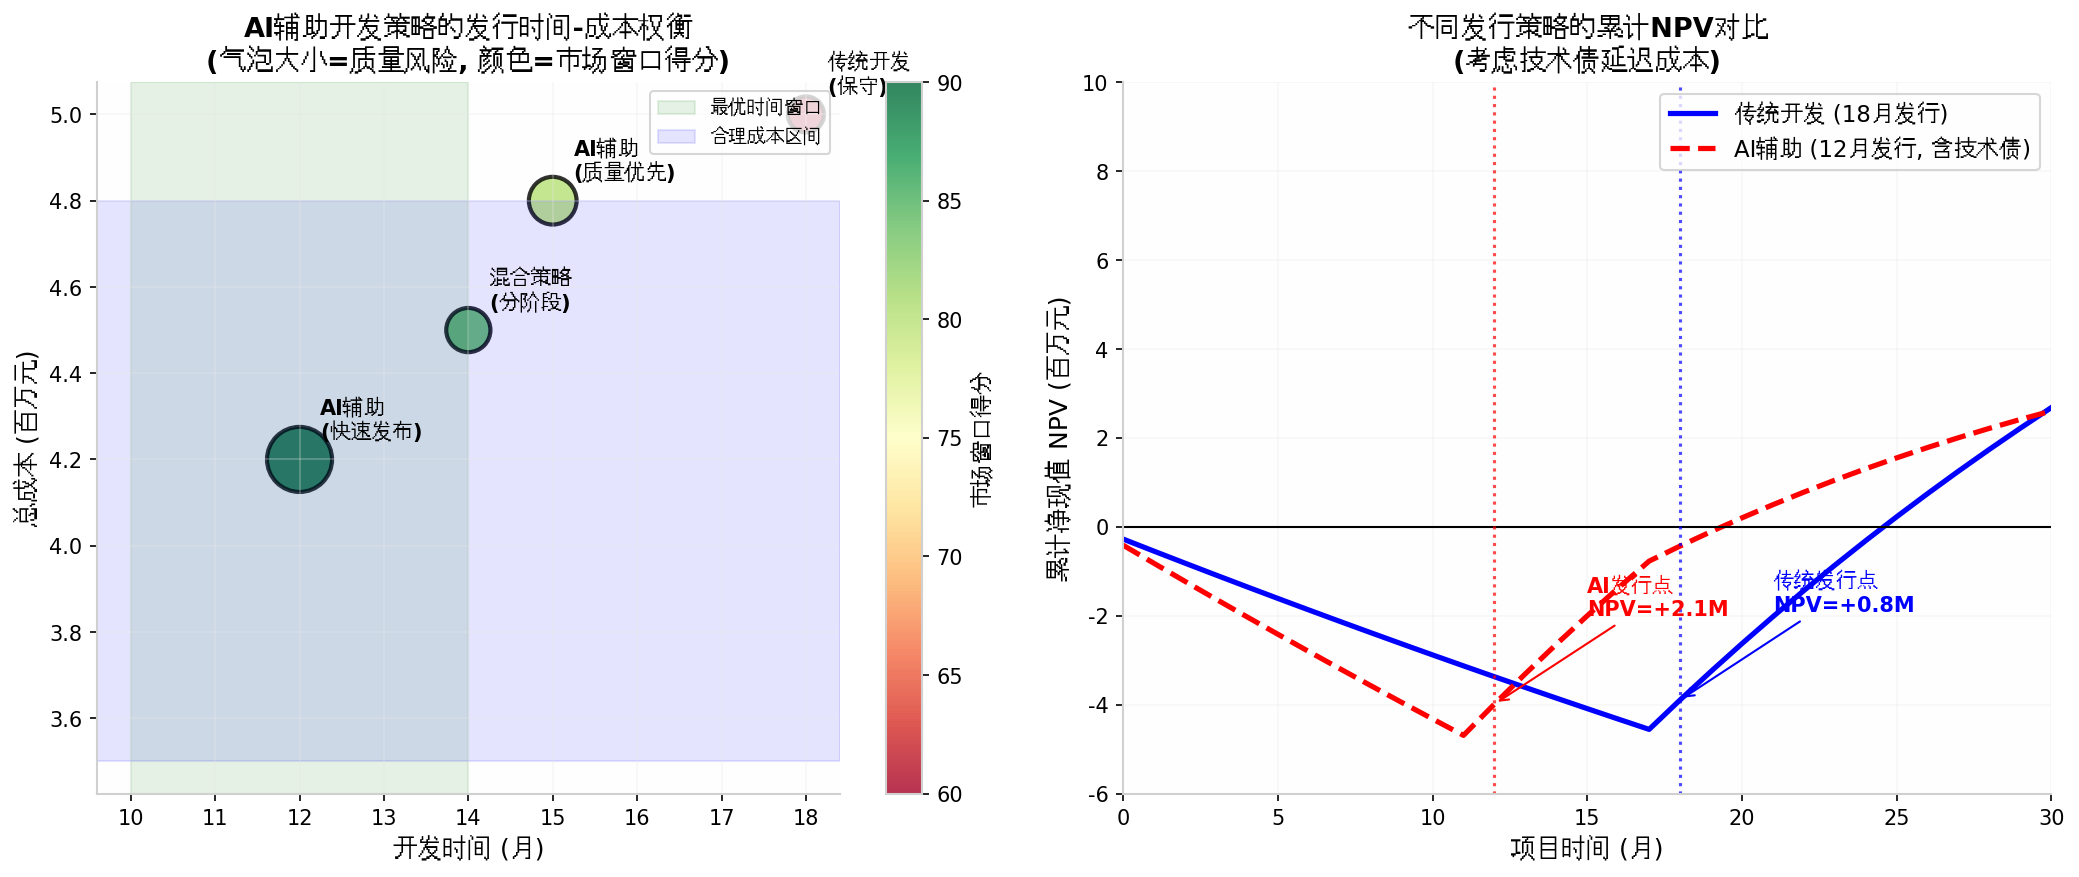 AI辅助开发策略的发行时间-成本权衡
(气泡大小=质量风险, 颜色=市场窗口得分)
最优时间窗口
合理成本区间
传统开发
(保守)
AI辅助
(质量优先)
混合策略
(分阶段)
AI辅助
(快速发布)
总成本 (百万元)
5.0
4.8
4.6
4.4
4.2
4.0
3.8
3.6
10
11
12
13
14
15
16
17
18
开发时间 (月)
90
85
80
75
70
65
60
市场窗口得分
不同发行策略的累计NPV对比
(考虑技术债延迟成本)
传统开发 (18月发行)
AI辅助 (12月发行, 含技术债)
累计净现值 NPV (百万元)
10
8
6
4
2
0
-2
-4
-6
AI发行点
NPV=+2.1M
传统发行点
NPV=+0.8M
0
5
10
15
20
25
30
项目时间 (月)